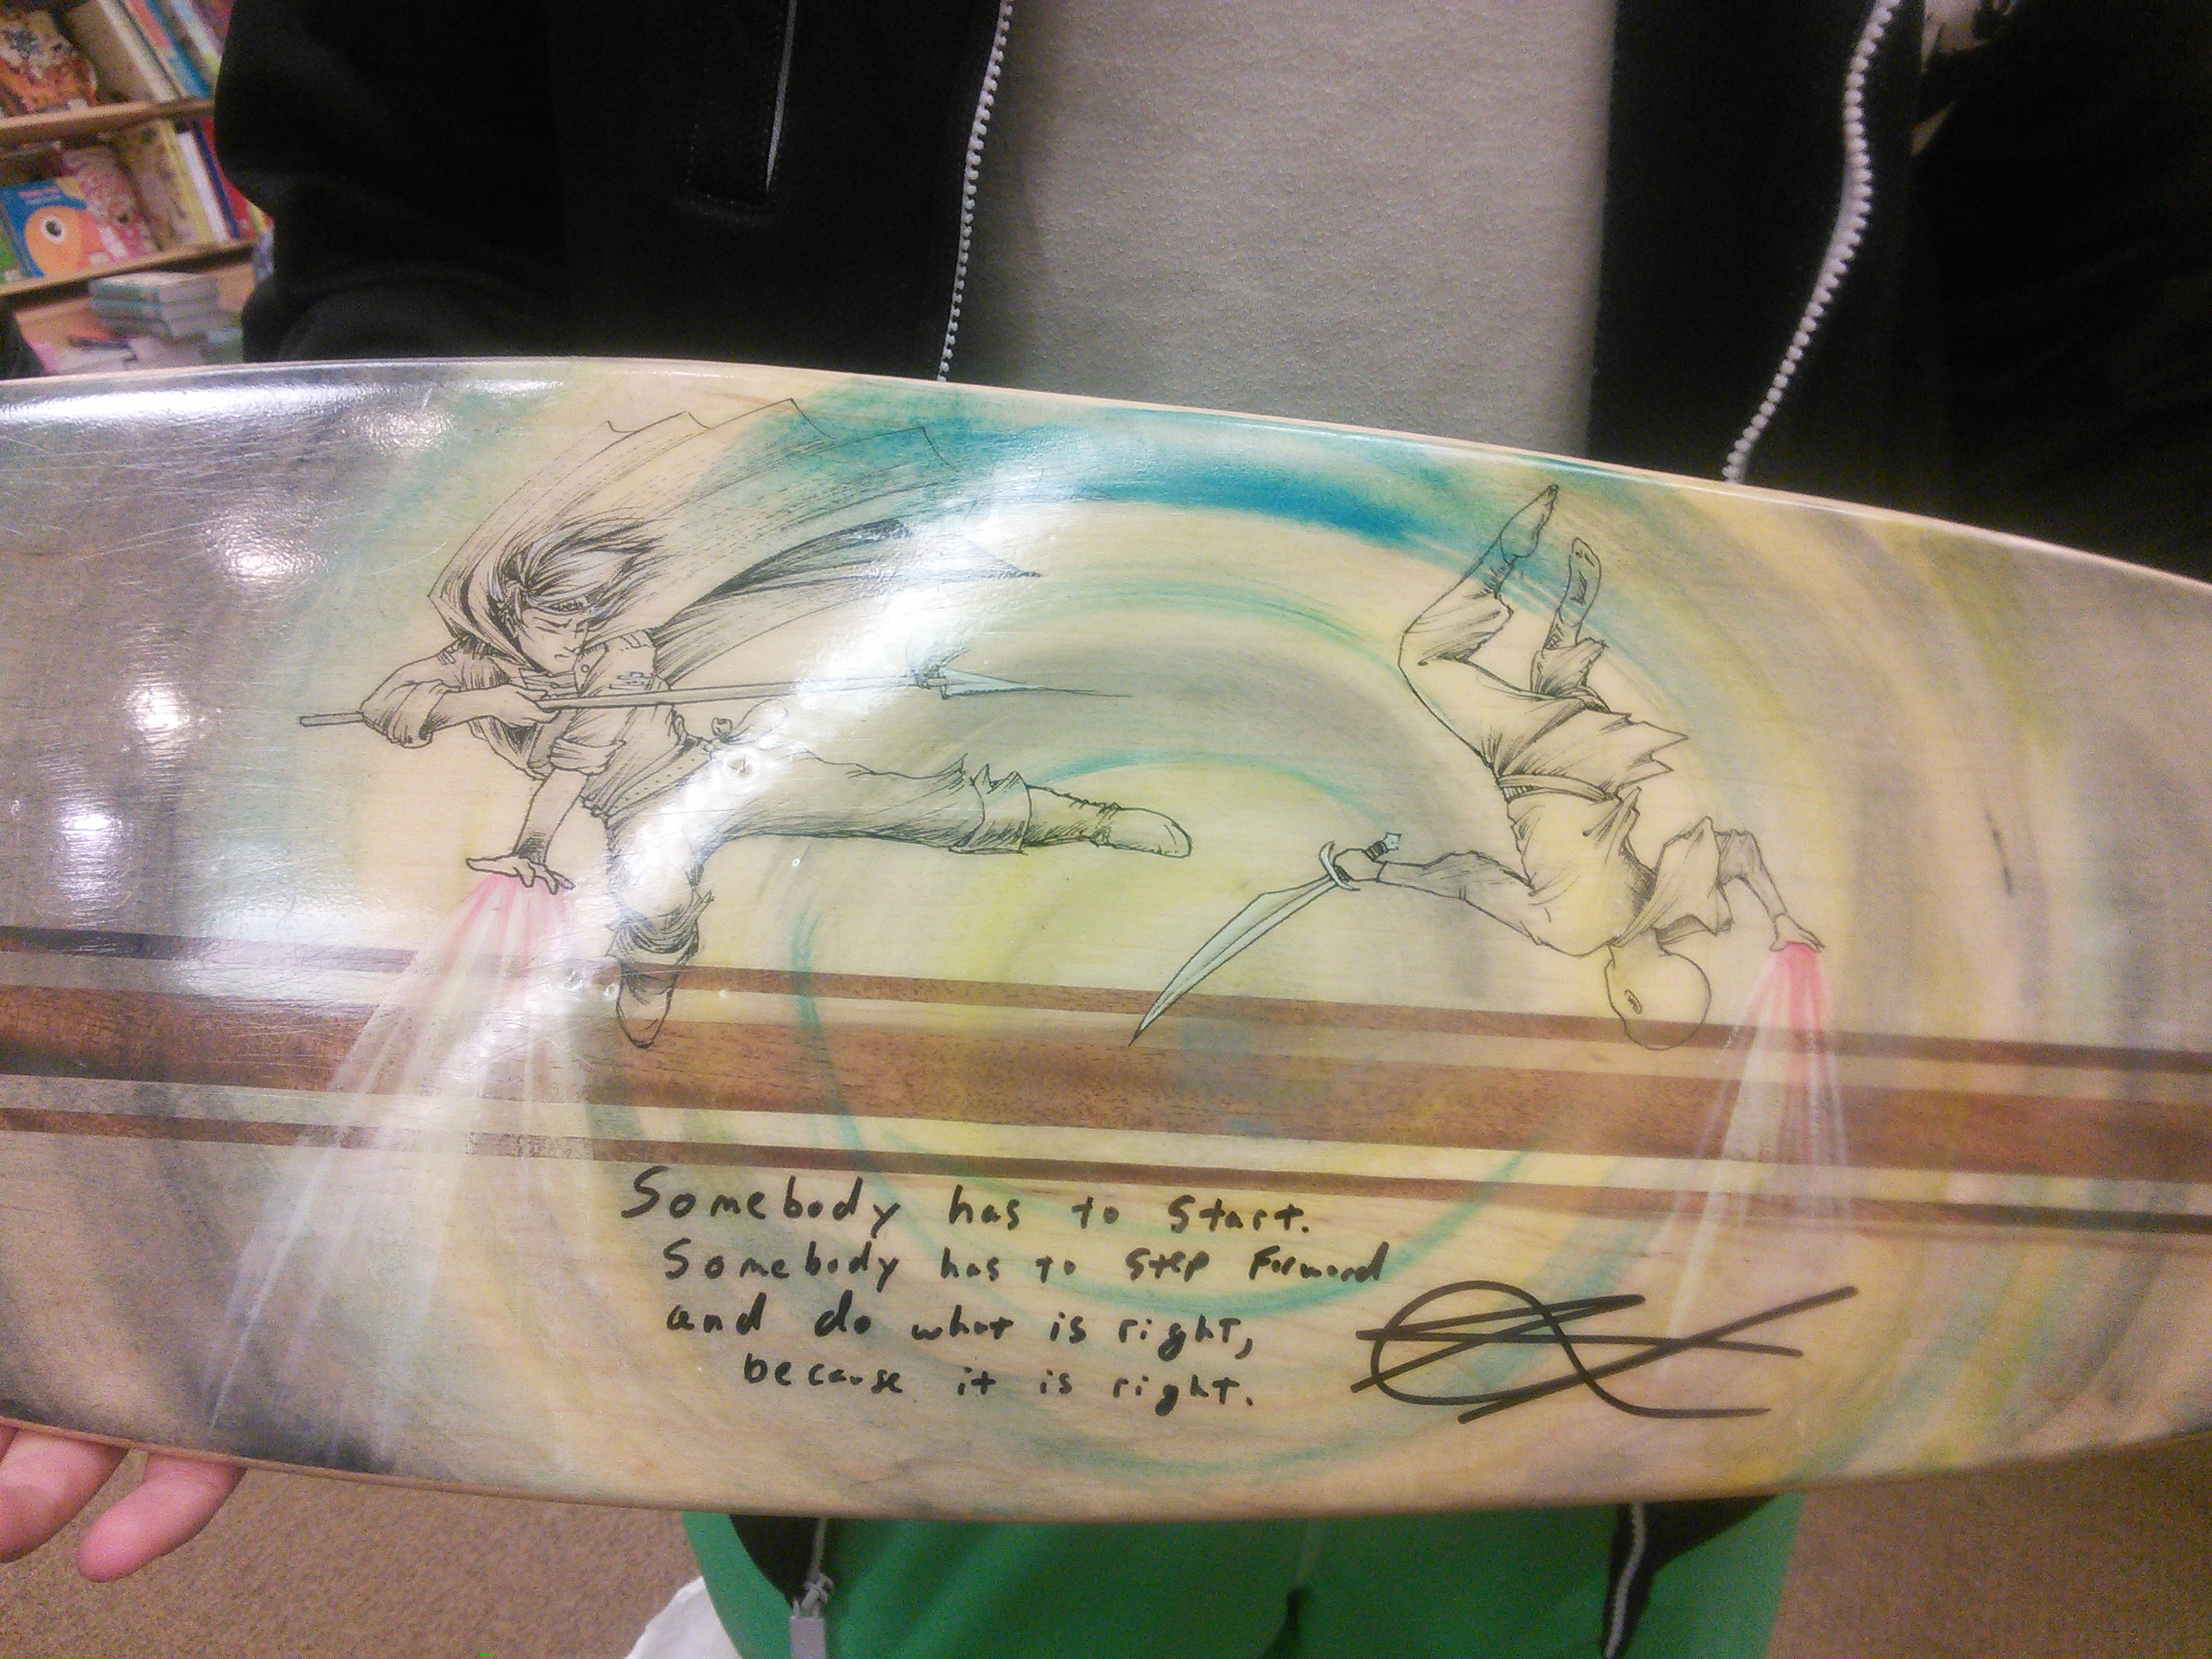 Somebody has to start.
Somebody has to step forward
and do what is right,
because it is right.